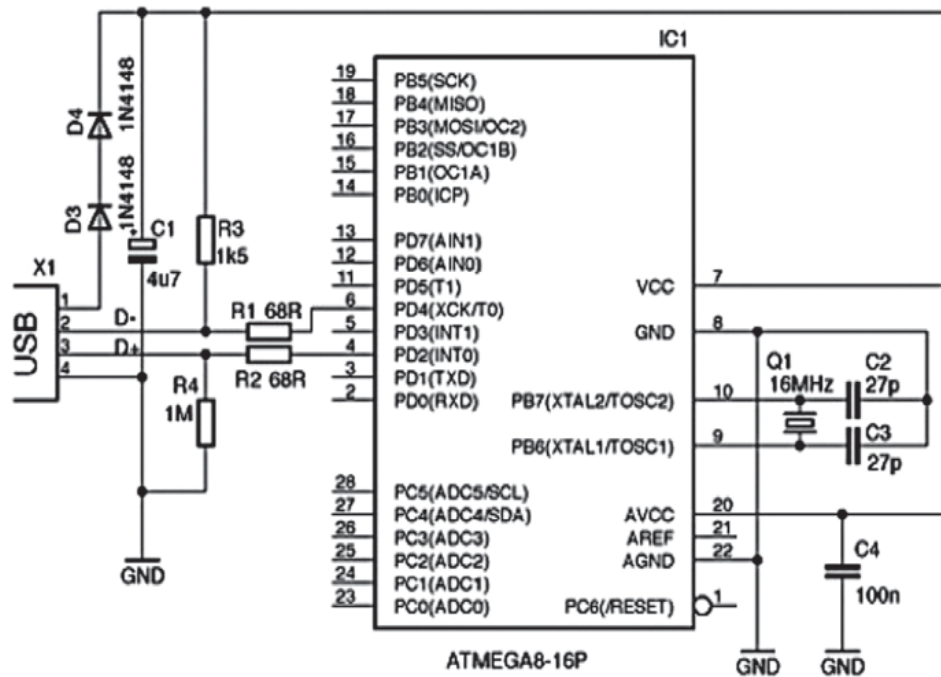 IC1
D4
1N4148
D3
1N4148
C1
4u7
R3
1k5
X1
USB
1
2
3
4
D-
D+
R1 68R
R2 68R
R4
1M
GND
19 PB5(SCK)
18 PB4(MISO)
17 PB3(MOSI/OC2)
16 PB2(SS/OC1B)
15 PB1(OC1A)
14 PB0(ICP)
13 PD7(AIN1)
12 PD6(AIN0)
11 PD5(T1)
6 PD4(XCK/T0)
5 PD3(INT1)
4 PD2(INT0)
3 PD1(TXD)
2 PD0(RXD)
28 PC5(ADC5/SCL)
27 PC4(ADC4/SDA)
26 PC3(ADC3)
25 PC2(ADC2)
24 PC1(ADC1)
23 PC0(ADC0)
VCC 7
GND 8
PB7(XTAL2/TOSC2) 10
PB6(XTAL1/TOSC1) 9
AVCC 20
AREF 21
AGND 22
PC6(/RESET) 1
Q1
16MHz
C2
27p
C3
27p
C4
100n
GND
GND
ATMEGA8-16P